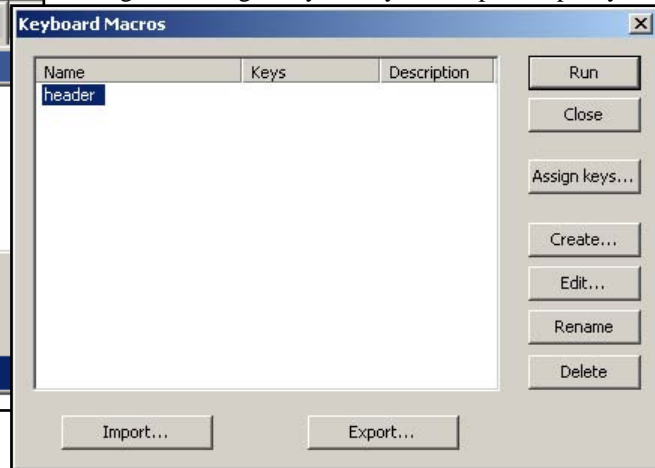 Keyboard Macros
Name Keys Description
header
Run
Close
Assign keys...
Create...
Edit...
Rename
Delete
Import... Export...